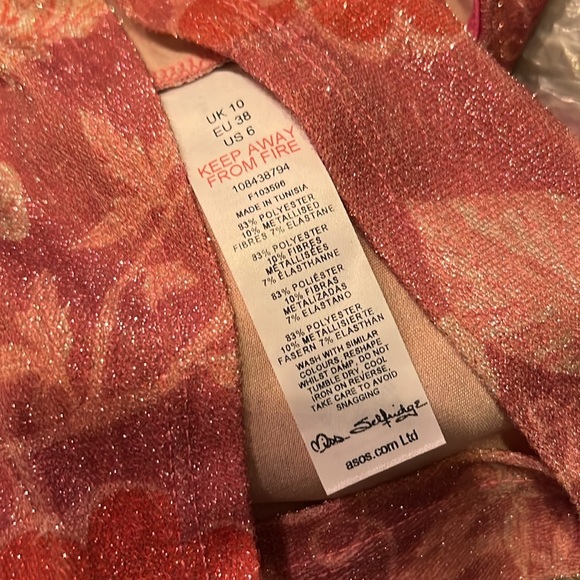 UK 10
EU 38
US 6
KEEP AWAY
FROM FIRE
108438794
F103596
MADE IN TUNISIA
83% POLYESTER
10% METALLISED
FIBRES 7% ELASTANE
83% POLYESTER
10% FIBRES
MÉTALLISÉES
7% ÉLASTHANNE
83% POLIÉSTER
10% FIBRAS
METALIZADAS
7% ELASTANO
83% POLYESTER
10% METALLISIERTE
FASERN 7% ELASTHAN
WASH WITH SIMILAR
COLOURS, RESHAPE
WHILST DAMP, DO NOT
TUMBLE DRY, COOL
IRON ON REVERSE,
TAKE CARE TO AVOID
SNAGGING
Miss Selfridge
asos.com Ltd